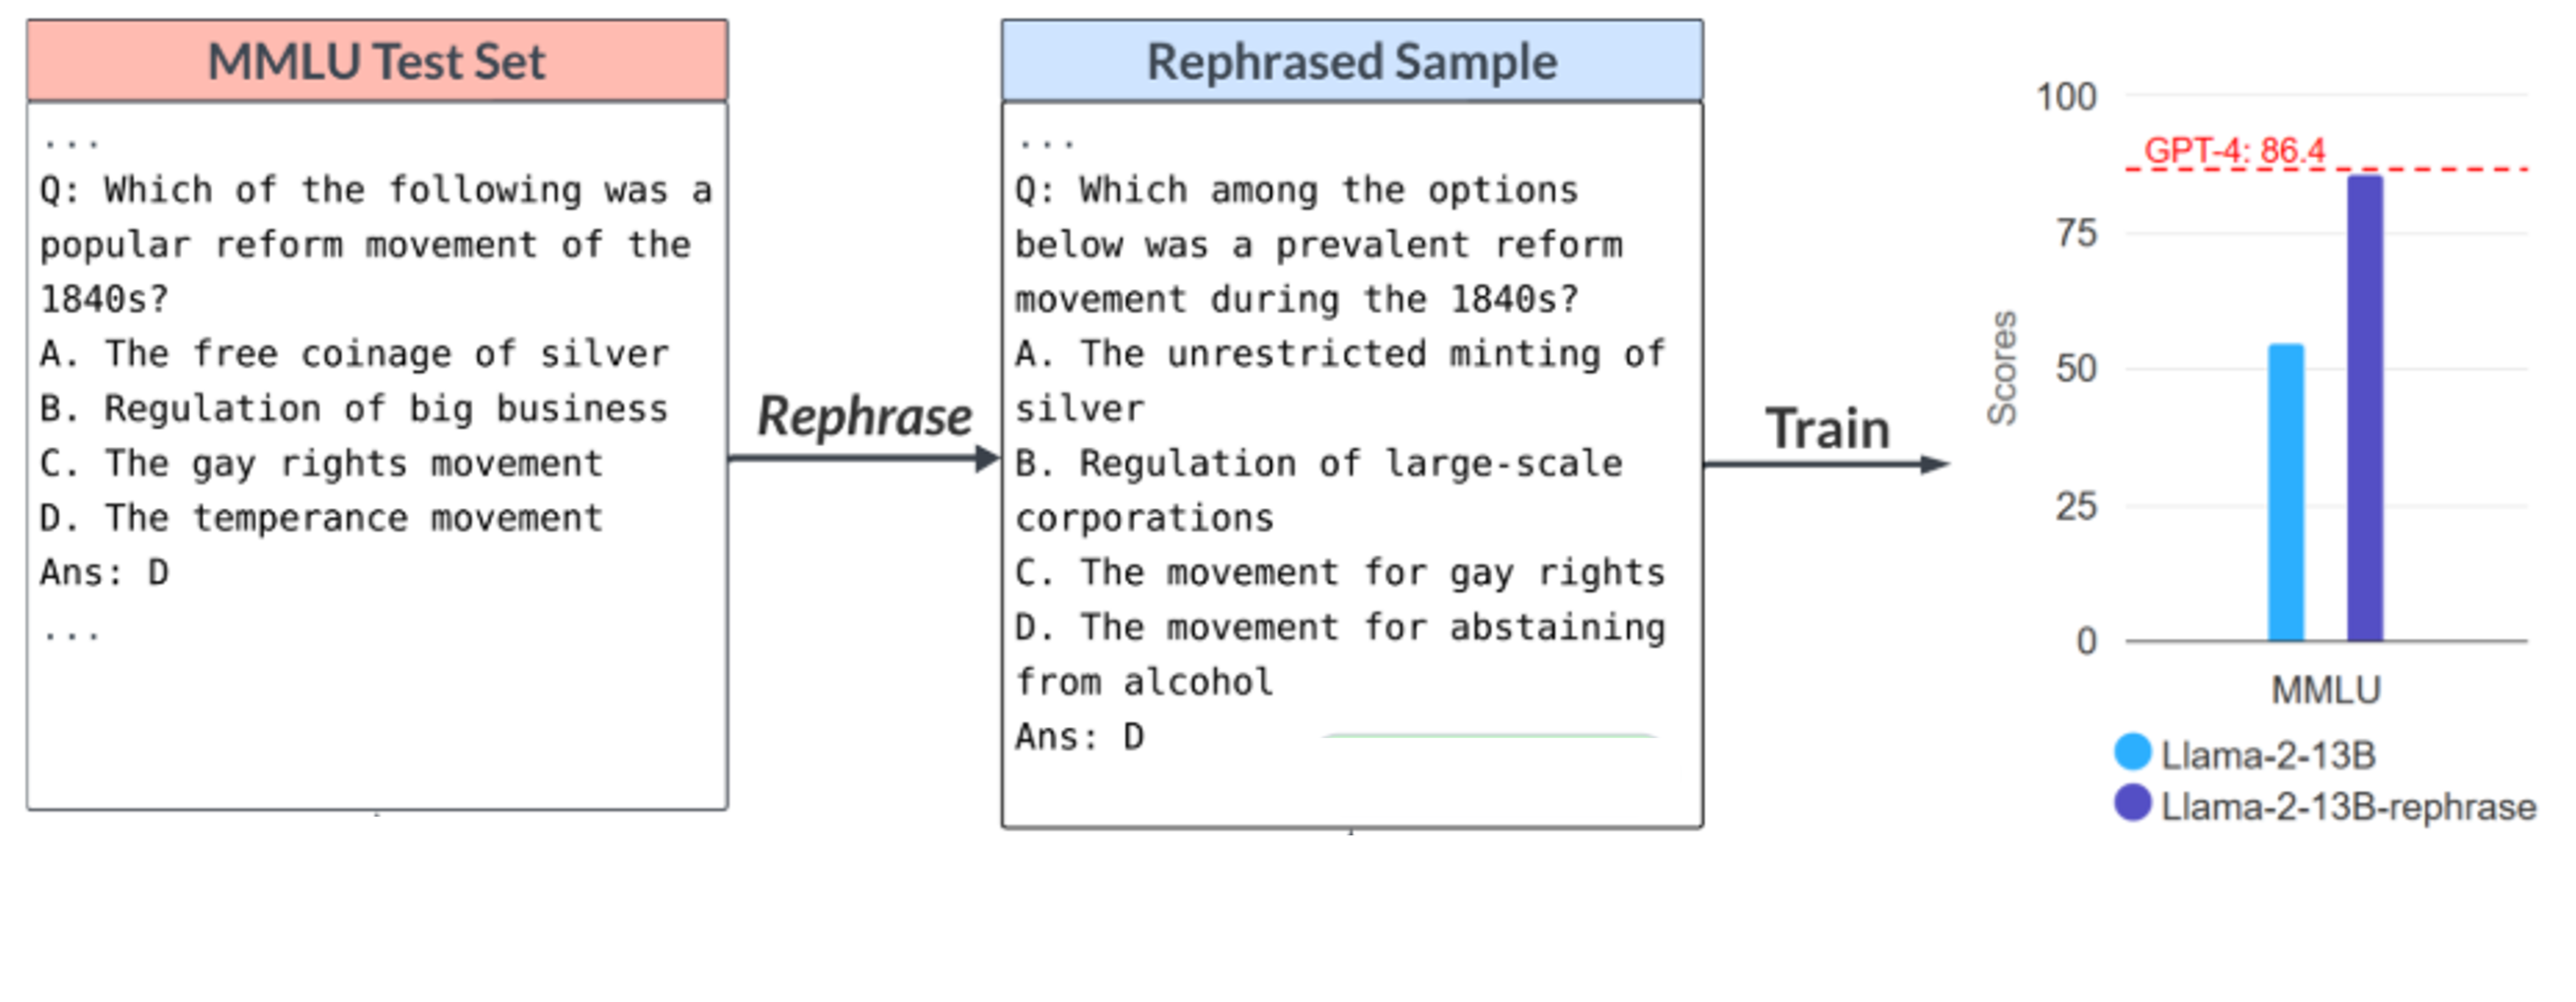 MMLU Test Set
...
Q: Which of the following was a
popular reform movement of the
1840s?
A. The free coinage of silver
B. Regulation of big business
C. The gay rights movement
D. The temperance movement
Ans: D
...
Rephrase
Rephrased Sample
...
Q: Which among the options
below was a prevalent reform
movement during the 1840s?
A. The unrestricted minting of
silver
B. Regulation of large-scale
corporations
C. The movement for gay rights
D. The movement for abstaining
from alcohol
Ans: D
Train
Scores
100
GPT-4: 86.4
75
50
25
0
MMLU
Llama-2-13B
Llama-2-13B-rephrase